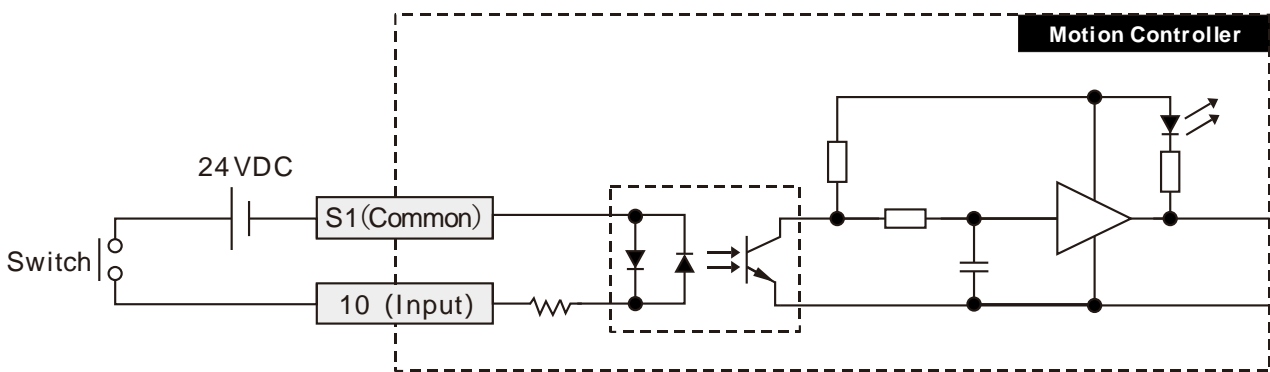 Motion Controller
24VDC
S1(Common)
Switch
10 (Input)